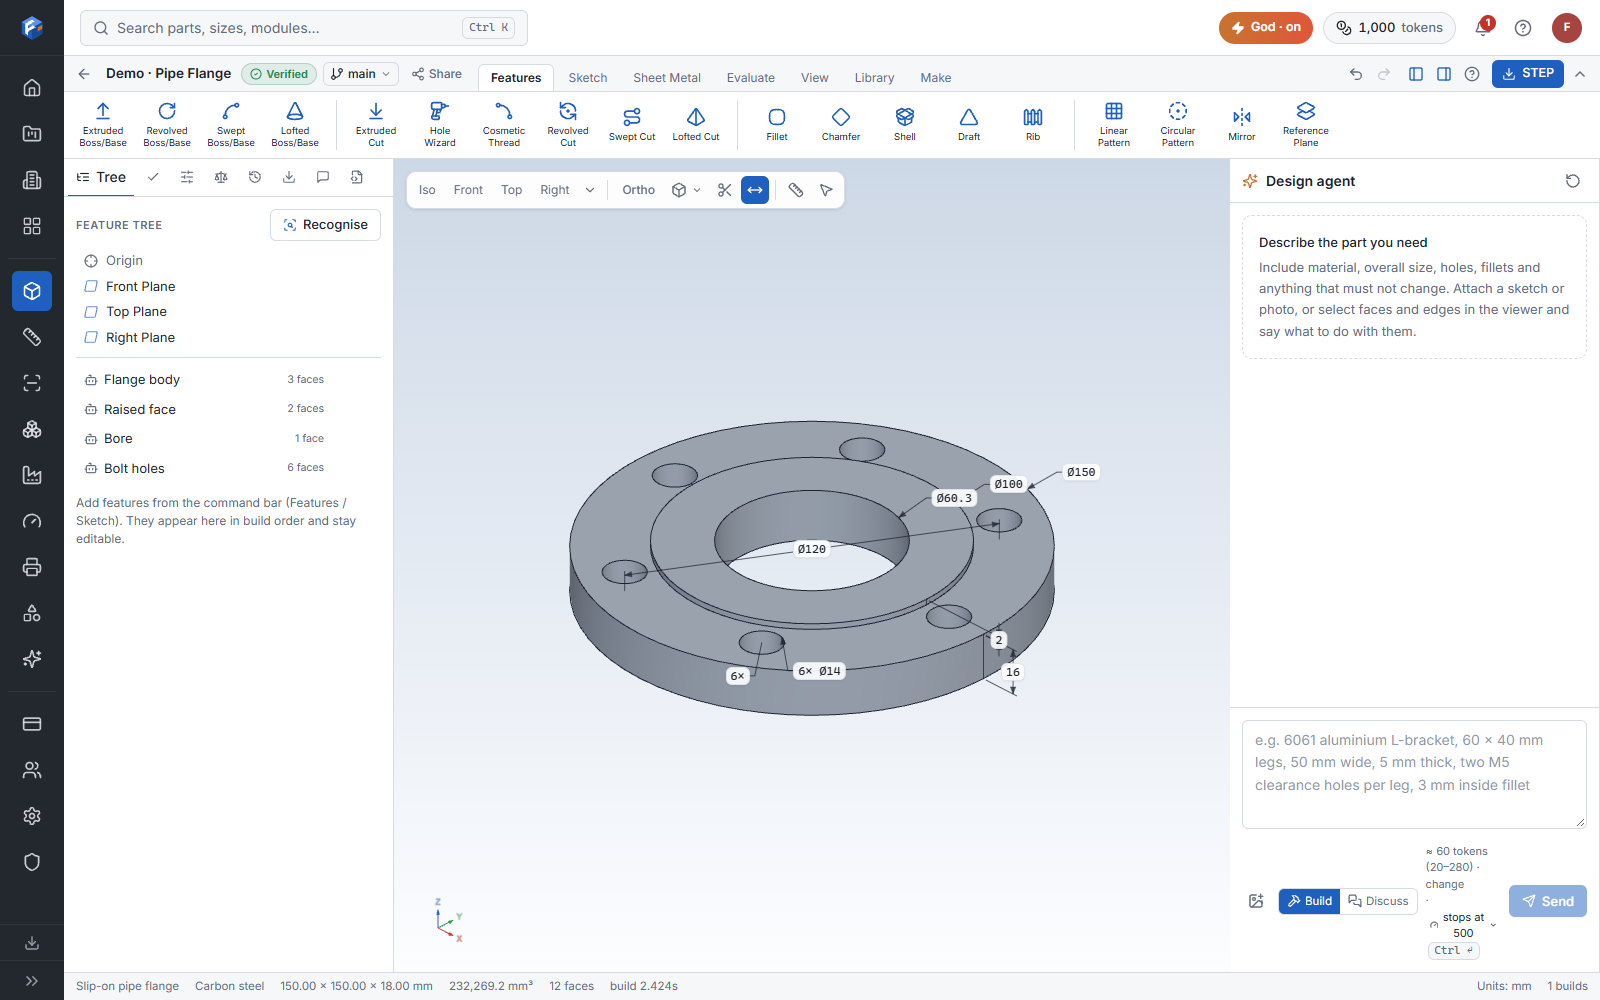 Search parts, sizes, modules...
Ctrl K
God · on
1,000 tokens
1
F
Demo · Pipe Flange
Verified
main
Share
Features
Sketch
Sheet Metal
Evaluate
View
Library
Make
STEP
Extruded
Boss/Base
Revolved
Boss/Base
Swept
Boss/Base
Lofted
Boss/Base
Extruded
Cut
Hole
Wizard
Cosmetic
Thread
Revolved
Cut
Swept Cut
Lofted Cut
Fillet
Chamfer
Shell
Draft
Rib
Linear
Pattern
Circular
Pattern
Mirror
Reference
Plane
Tree
FEATURE TREE
Recognise
Origin
Front Plane
Top Plane
Right Plane
Flange body 3 faces
Raised face 2 faces
Bore 1 face
Bolt holes 6 faces
Add features from the command bar (Features /
Sketch). They appear here in build order and stay
editable.
Iso
Front
Top
Right
Ortho
Ø150
Ø100
Ø60.3
Ø120
2
16
6×
6× Ø14
Z
Y
X
Design agent
Describe the part you need
Include material, overall size, holes, fillets and
anything that must not change. Attach a sketch or
photo, or select faces and edges in the viewer and
say what to do with them.
e.g. 6061 aluminium L-bracket, 60 × 40 mm
legs, 50 mm wide, 5 mm thick, two M5
clearance holes per leg, 3 mm inside fillet
Build
Discuss
≈ 60 tokens
(20–280) ·
change
·
stops at
500
Ctrl ↵
Send
Slip-on pipe flange
Carbon steel
150.00 × 150.00 × 18.00 mm
232,269.2 mm³
12 faces
build 2.424s
Units: mm
1 builds